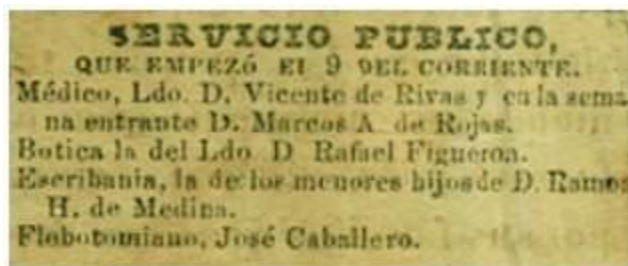 SERVICIO PUBLICO,
QUE EMPEZÓ EL 9 DEL CORRIENTE.
Médico, Ldo. D. Vicente de Rivas y en la sema
na entrante D. Marcos A. de Rojas.
Botica la del Ldo. D. Rafael Figueroa.
Escribania, la de los menores hijos de D. Ramon
H. de Medina.
Flebotomiano, José Caballero.